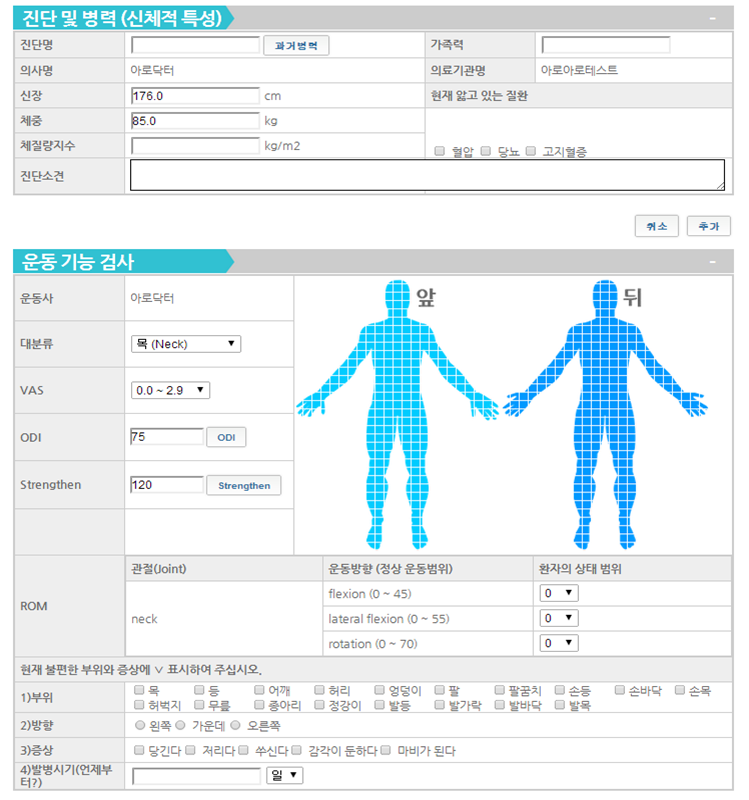 진단 및 병력 (신체적 특성)
진단명 과거병력 가족력
의사명 아로닥터 의료기관명 아로아로테스트
신장 176.0 cm 현재 앓고 있는 질환
체중 85.0 kg
체질량지수 kg/m2 혈압 당뇨 고지혈증
진단소견
취소 추가
운동 기능 검사
운동사 아로닥터
앞 뒤
대분류 목 (Neck)
VAS 0.0 ~ 2.9
ODI 75 ODI
Strengthen 120 Strengthen
관절(Joint) 운동방향 (정상 운동범위) 환자의 상태 범위
ROM neck
flexion (0 ~ 45) 0
lateral flexion (0 ~ 55) 0
rotation (0 ~ 70) 0
현재 불편한 부위와 증상에 ∨ 표시하여 주십시오.
1)부위 목 등 어깨 허리 엉덩이 팔 팔꿈치 손등 손바닥 손목
허벅지 무릎 종아리 정강이 발등 발가락 발바닥 발목
2)방향 왼쪽 가운데 오른쪽
3)증상 당긴다 저리다 쑤신다 감각이 둔하다 마비가 된다
4)발병시기(언제부
터?) 일